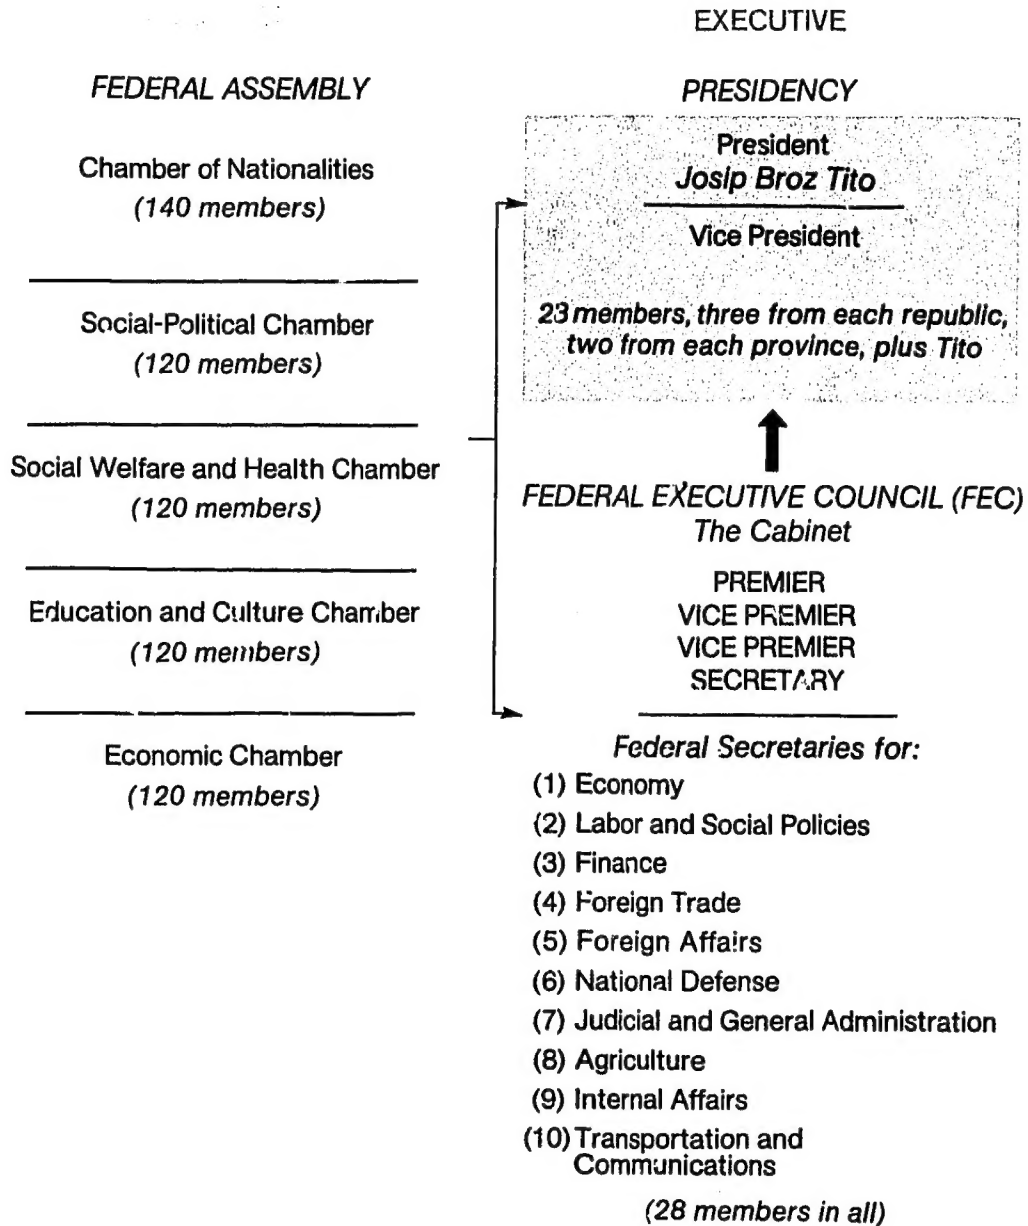 EXECUTIVE
FEDERAL ASSEMBLY
Chamber of Nationalities
(140 members)
Social-Political Chamber
(120 members)
Social Welfare and Health Chamber
(120 members)
Education and Culture Chamber
(120 members)
Economic Chamber
(120 members)
PRESIDENCY
President
Josip Broz Tito
Vice President
23 members, three from each republic,
two from each province, plus Tito
FEDERAL EXECUTIVE COUNCIL (FEC)
The Cabinet
PREMIER
VICE PREMIER
VICE PREMIER
SECRETARY
Federal Secretaries for:
(1) Economy
(2) Labor and Social Policies
(3) Finance
(4) Foreign Trade
(5) Foreign Affairs
(6) National Defense
(7) Judicial and General Administration
(8) Agriculture
(9) Internal Affairs
(10) Transportation and
Communications
(28 members in all)